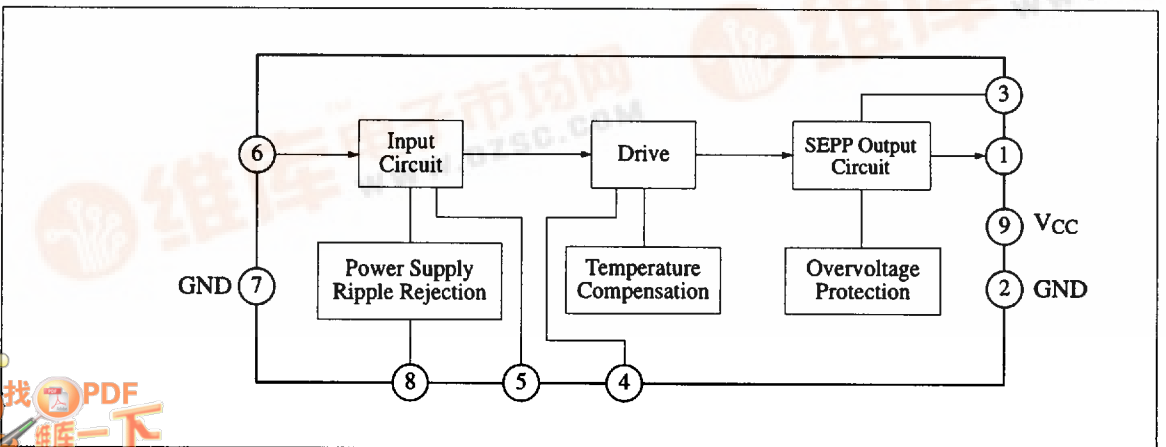 维库电子市场网
WWW.DZSC.COM
3
6
Input
Circuit
Drive
SEPP Output
Circuit
1
9
VCC
GND
7
Power Supply
Ripple Rejection
Temperature
Compensation
Overvoltage
Protection
2
GND
8
5
4
找PDF
维库一下